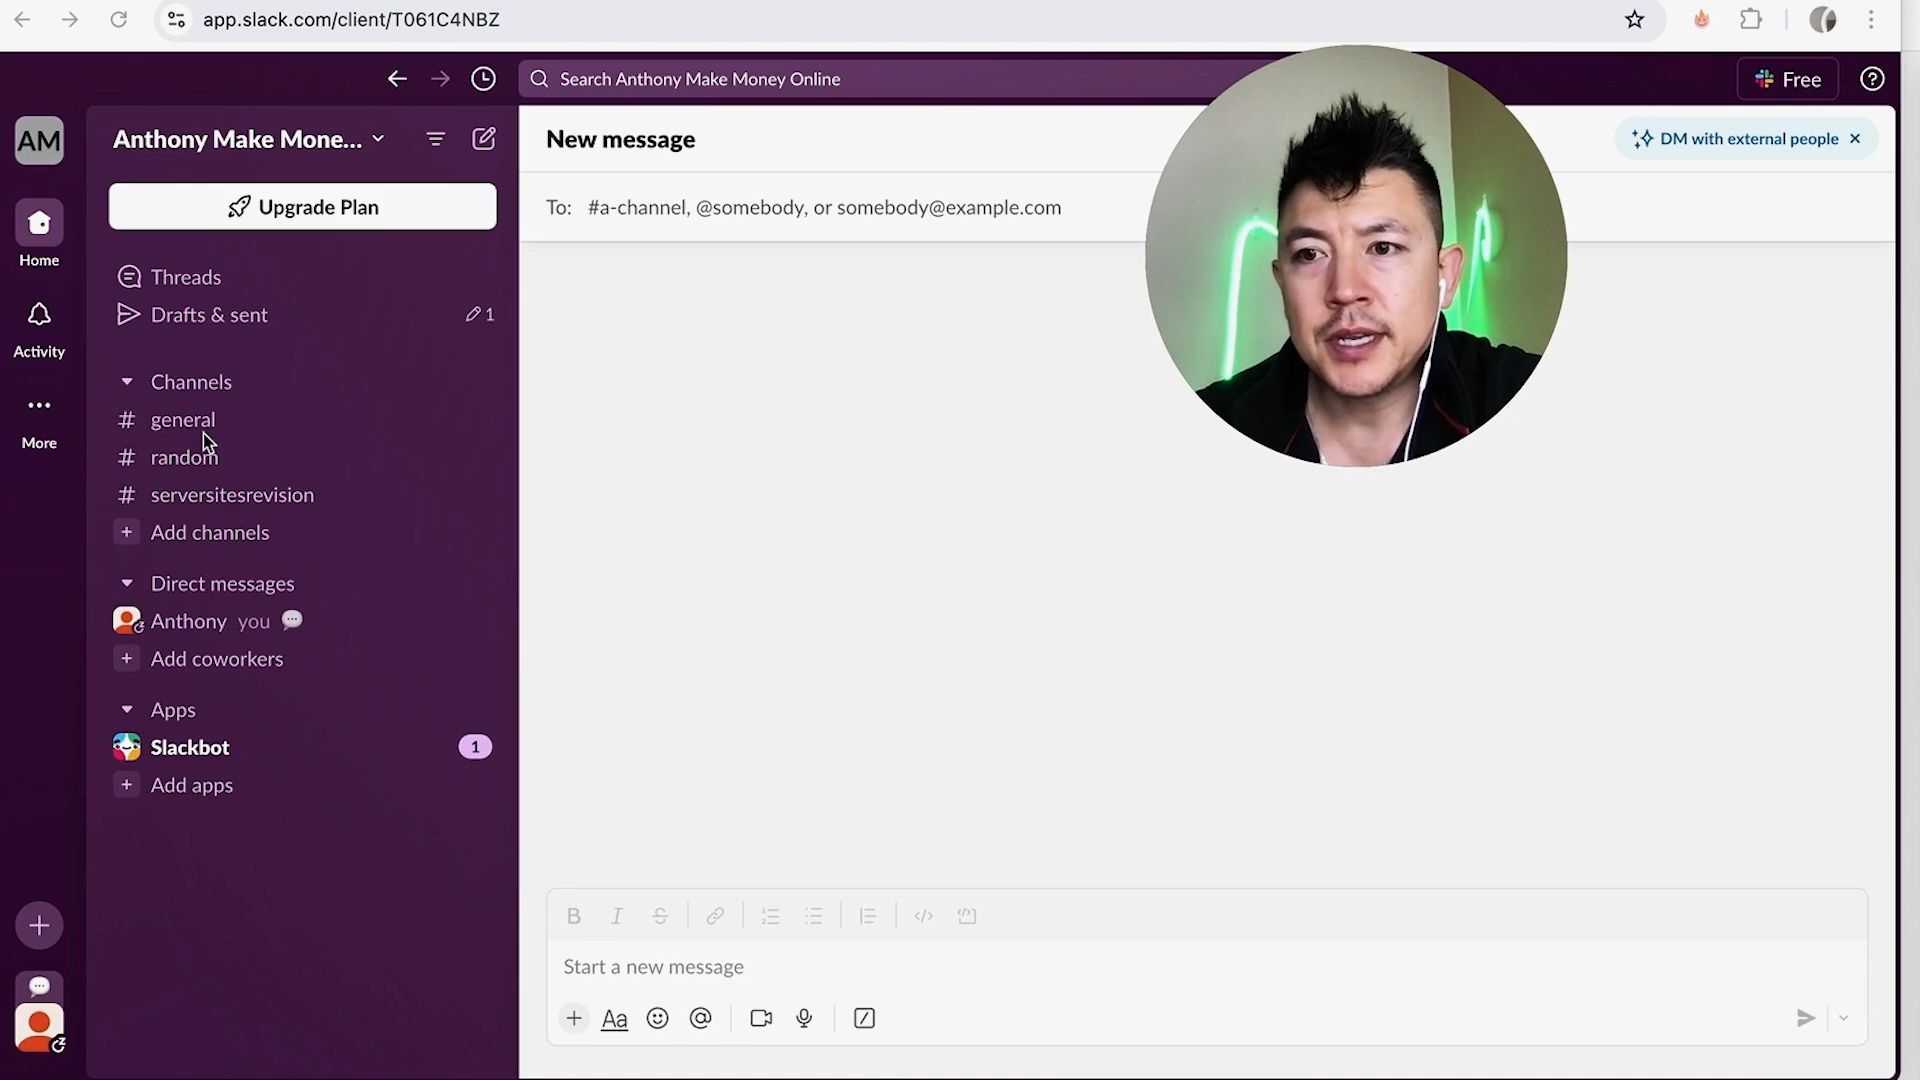 app.slack.com/client/T061C4NBZ
Search Anthony Make Money Online
Free
AM
Anthony Make Mone...
New message
DM with external people
Upgrade Plan
To: #a-channel, @somebody, or somebody@example.com
Home
Threads
Drafts & sent
1
Activity
Channels
general
More
random
serversitesrevision
Add channels
Direct messages
Anthony you
Add coworkers
Apps
Slackbot
1
Add apps
Start a new message
Aa